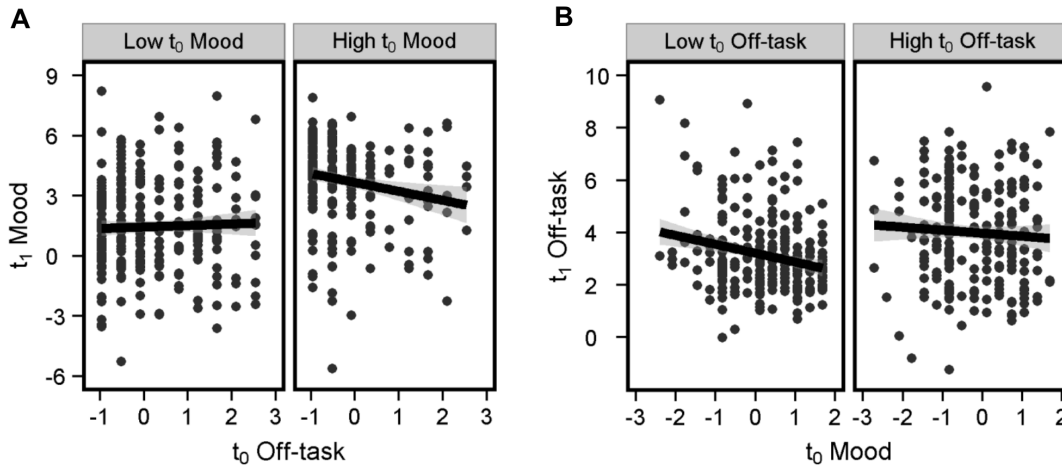 A
B
Low t0 Mood
High t0 Mood
Low t0 Off-task
High t0 Off-task
9
6
3
0
-3
-6
t1 Mood
-1 0 1 2 3
-1 0 1 2 3
t0 Off-task
10
8
6
4
2
0
t1 Off-task
-3 -2 -1 0 1 2
-3 -2 -1 0 1 2
t0 Mood